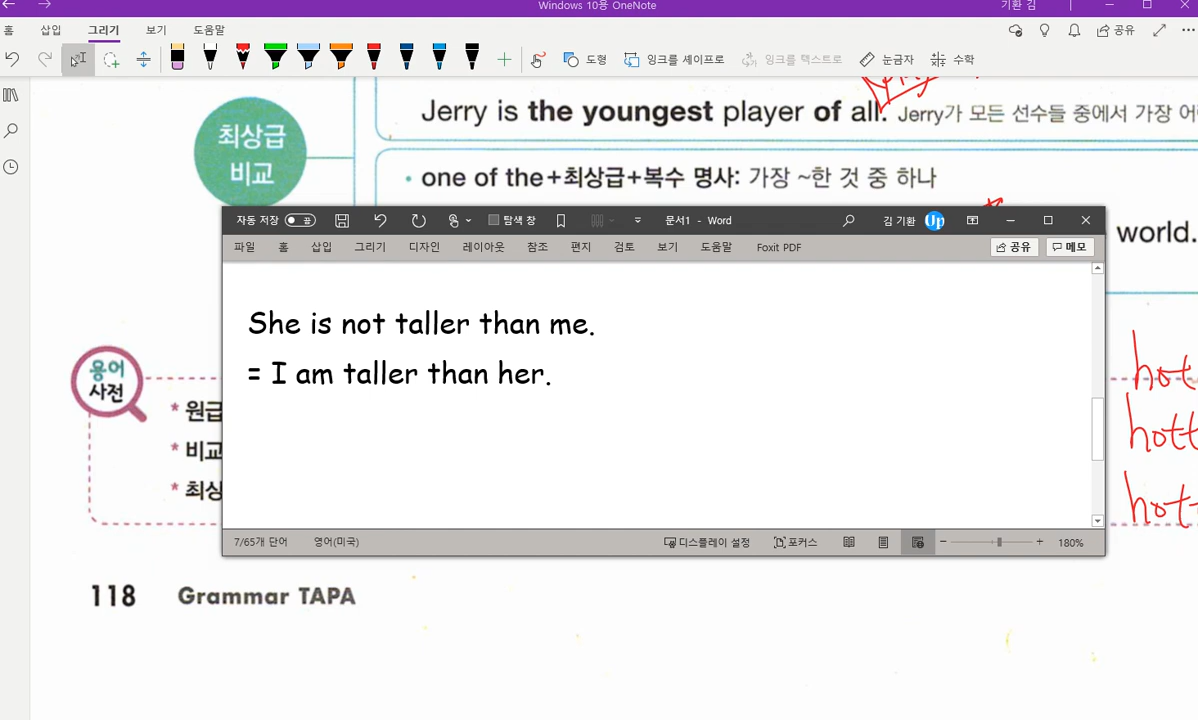 Windows 10용 OneNote
기환 김
홈 삽입 그리기 보기 도움말
공유
도형 잉크를 셰이프로 잉크를 텍스트로 눈금자 수학
최상급
비교
Jerry is the youngest player of all. Jerry가 모든 선수들 중에서 가장 어
• one of the+최상급+복수 명사: 가장 ~한 것 중 하나
world.
자동 저장 끔 탐색 창 문서1 - Word 김 기환
파일 홈 삽입 그리기 디자인 레이아웃 참조 편지 검토 보기 도움말 Foxit PDF 공유 메모
She is not taller than me.
= I am taller than her.
용어
사전
* 원급
* 비교
* 최상
hot
hott
hott
7/65개 단어 영어(미국) 디스플레이 설정 포커스 180%
118 Grammar TAPA